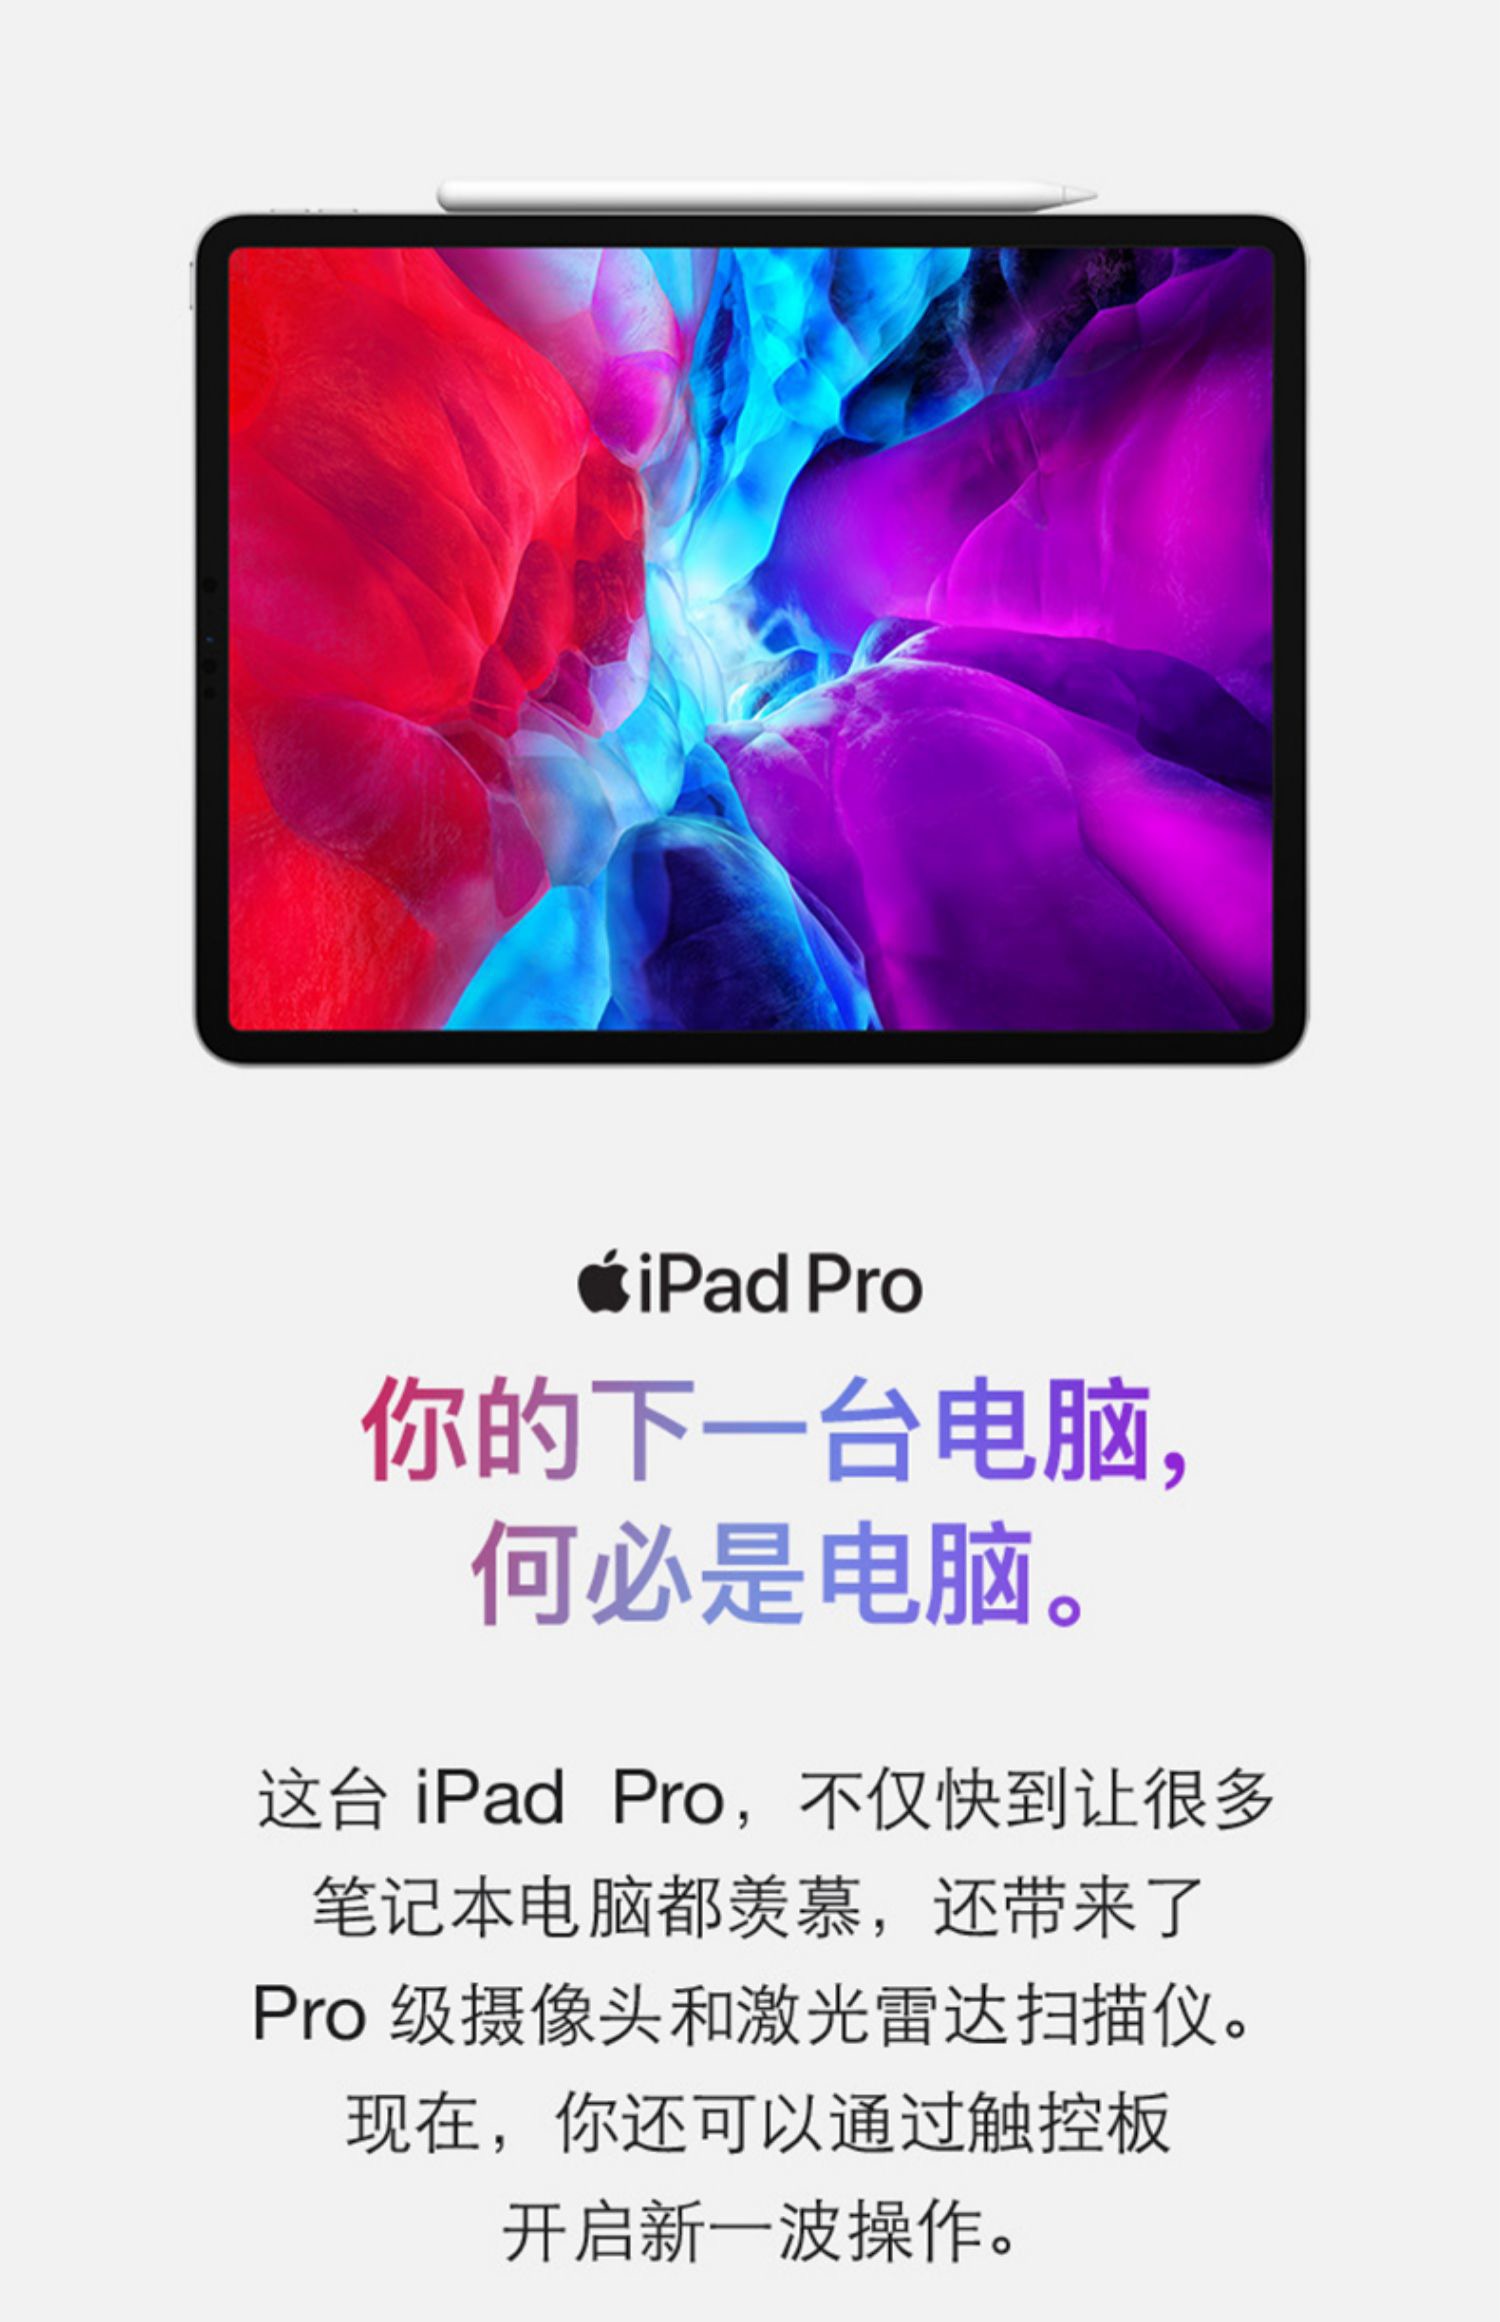 iPad Pro
你的下一台电脑,
何必是电脑。
这台 iPad Pro，不仅快到让很多
笔记本电脑都羡慕，还带来了
Pro 级摄像头和激光雷达扫描仪。
现在，你还可以通过触控板
开启新一波操作。